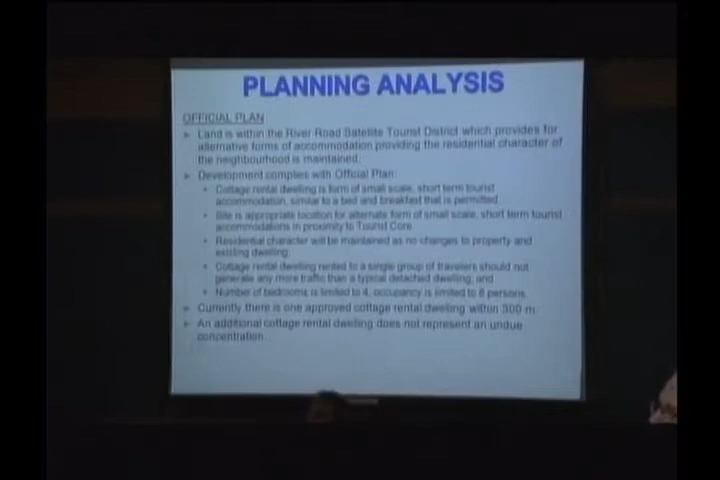 PLANNING ANALYSIS
OFFICIAL PLAN
Land is within the River Road Satellite Tourist District which provides for
alternative forms of accommodation providing the residential character of
the neighbourhood is maintained.
Development complies with Official Plan:
Cottage rental dwelling is form of small scale, short term tourist
accommodation, similar to a bed and breakfast that is permitted.
Site is appropriate location for alternate form of small scale, short term tourist
accommodations in proximity to Tourist Core
Residential character will be maintained as no changes to property and
existing dwelling;
Cottage rental dwelling rented to a single group of travelers should not
generate any more traffic than a typical detached dwelling; and
Number of bedrooms is limited to 4, occupancy is limited to 8 persons.
Currently there is one approved cottage rental dwelling within 300 m.
An additional cottage rental dwelling does not represent an undue
concentration.